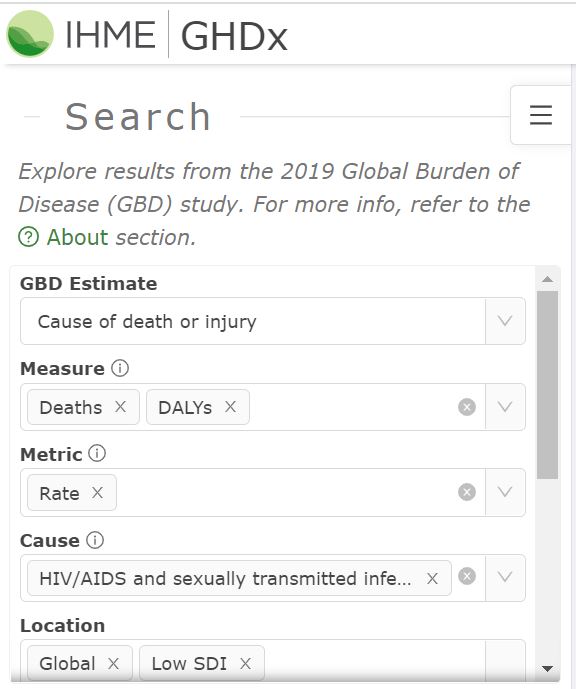 IHME GHDx
Search
Explore results from the 2019 Global Burden of
Disease (GBD) study. For more info, refer to the
About section.
GBD Estimate
Cause of death or injury
Measure
Deaths X DALYs X
Metric
Rate X
Cause
HIV/AIDS and sexually transmitted infe... X
Location
Global X Low SDI X